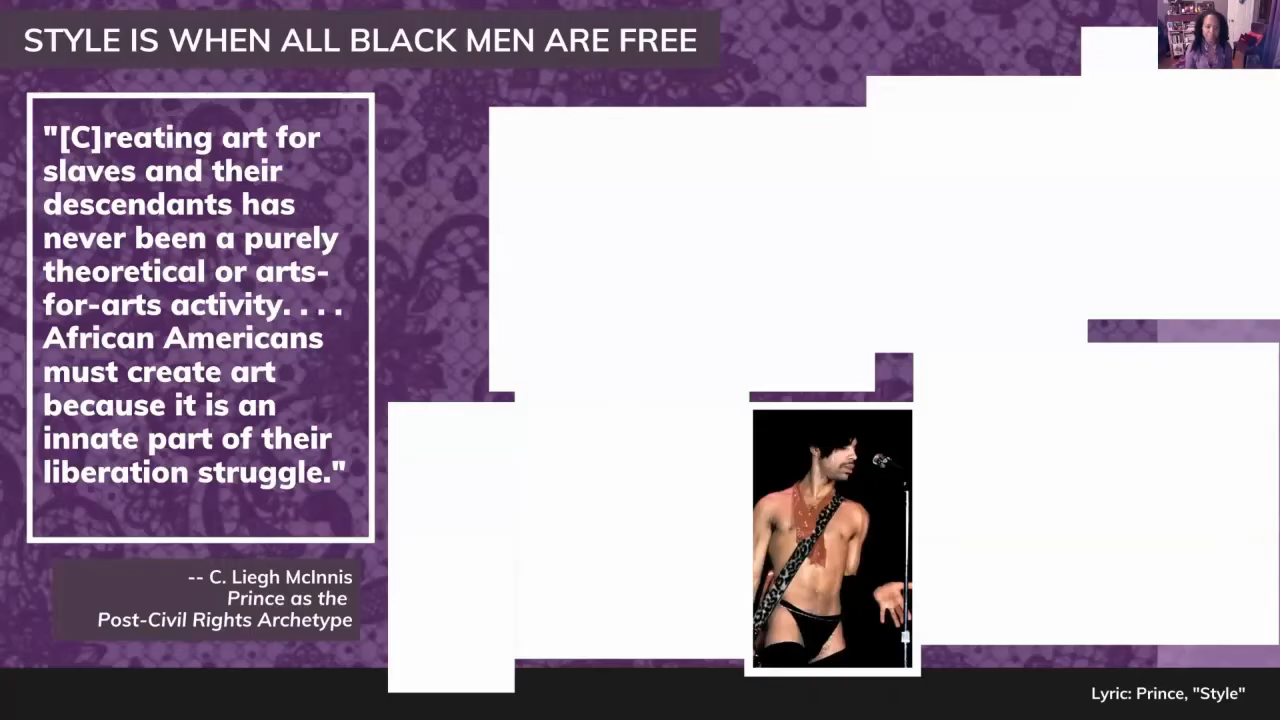 STYLE IS WHEN ALL BLACK MEN ARE FREE
"[C]reating art for
slaves and their
descendants has
never been a purely
theoretical or arts-
for-arts activity. . . .
African Americans
must create art
because it is an
innate part of their
liberation struggle."
-- C. Liegh McInnis
Prince as the
Post-Civil Rights Archetype
Lyric: Prince, "Style"